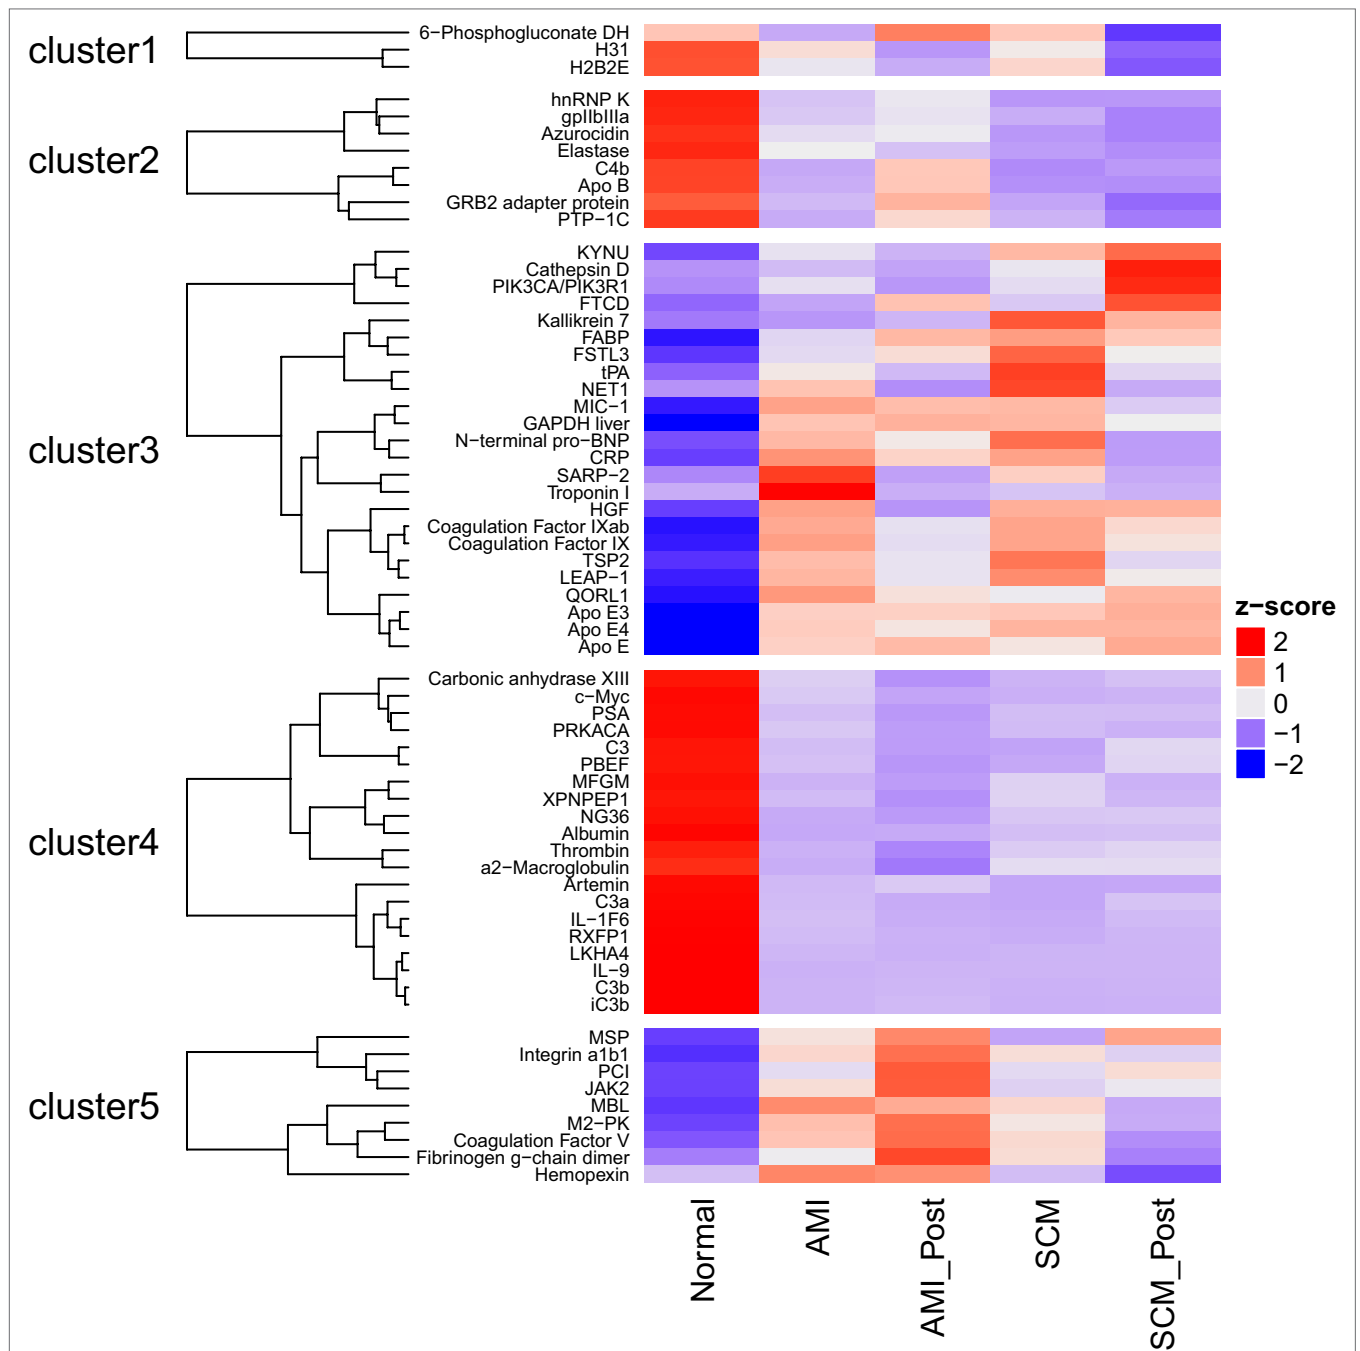 cluster1
6−Phosphogluconate DH
H31
H2B2E
cluster2
hnRNP K
gpIIbIIIa
Azurocidin
Elastase
C4b
Apo B
GRB2 adapter protein
PTP−1C
cluster3
KYNU
Cathepsin D
PIK3CA/PIK3R1
FTCD
Kallikrein 7
FABP
FSTL3
tPA
NET1
MIC−1
GAPDH liver
N−terminal pro−BNP
CRP
SARP−2
Troponin I
HGF
Coagulation Factor IXab
Coagulation Factor IX
TSP2
LEAP−1
QORL1
Apo E3
Apo E4
Apo E
cluster4
Carbonic anhydrase XIII
c−Myc
PSA
PRKACA
C3
PBEF
MFGM
XPNPEP1
NG36
Albumin
Thrombin
a2−Macroglobulin
Artemin
C3a
IL−1F6
RXFP1
LKHA4
IL−9
C3b
iC3b
cluster5
MSP
Integrin a1b1
PCI
JAK2
MBL
M2−PK
Coagulation Factor V
Fibrinogen g−chain dimer
Hemopexin
Normal
AMI
AMI_Post
SCM
SCM_Post
z−score
2
1
0
−1
−2